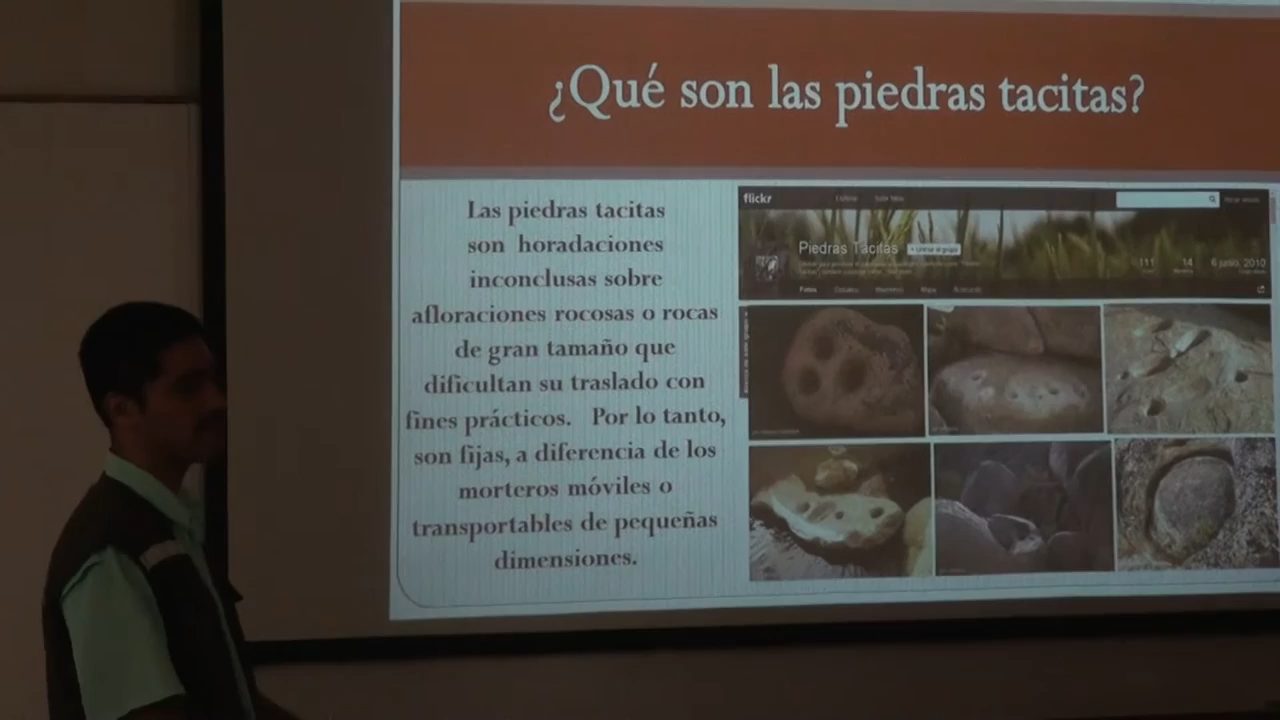 ¿Qué son las piedras tacitas?
Las piedras tacitas
son horadaciones
inconclusas sobre
afloraciones rocosas o rocas
de gran tamaño que
dificultan su traslado con
fines prácticos. Por lo tanto,
son fijas, a diferencia de los
morteros móviles o
transportables de pequeñas
dimensiones.
flickr
Piedras Tacitas
111 14 6 junio, 2010
Fotos